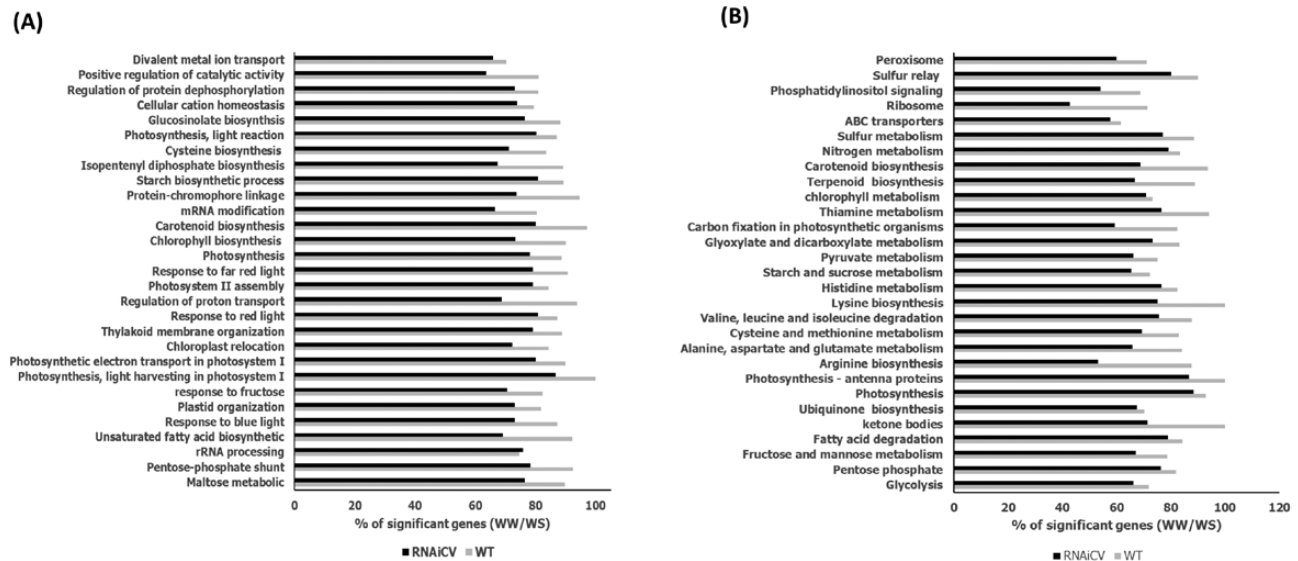 (A)
Divalent metal ion transport
Positive regulation of catalytic activity
Regulation of protein dephosphorylation
Cellular cation homeostasis
Glucosinolate biosynthsis
Photosynthesis, light reaction
Cysteine biosynthesis
Isopentenyl diphosphate biosynthesis
Starch biosynthetic process
Protein-chromophore linkage
mRNA modification
Carotenoid biosynthesis
Chlorophyll biosynthesis
Photosynthesis
Response to far red light
Photosystem II assembly
Regulation of proton transport
Response to red light
Thylakoid membrane organization
Chloroplast relocation
Photosynthetic electron transport in photosystem I
Photosynthesis, light harvesting in photosystem I
response to fructose
Plastid organization
Response to blue light
Unsaturated fatty acid biosynthetic
rRNA processing
Pentose-phosphate shunt
Maltose metabolic
0 20 40 60 80 100
% of significant genes (WW/WS)
RNAiCV WT
(B)
Peroxisome
Sulfur relay
Phosphatidylinositol signaling
Ribosome
ABC transporters
Sulfur metabolism
Nitrogen metabolism
Carotenoid biosynthesis
Terpenoid biosynthesis
chlorophyll metabolism
Thiamine metabolism
Carbon fixation in photosynthetic organisms
Glyoxylate and dicarboxylate metabolism
Pyruvate metabolism
Starch and sucrose metabolism
Histidine metabolism
Lysine biosynthesis
Valine, leucine and isoleucine degradation
Cysteine and methionine metabolism
Alanine, aspartate and glutamate metabolism
Arginine biosynthesis
Photosynthesis - antenna proteins
Photosynthesis
Ubiquinone biosynthesis
ketone bodies
Fatty acid degradation
Fructose and mannose metabolism
Pentose phosphate
Glycolysis
0 20 40 60 80 100 120
% of significant genes (WW/WS)
RNAiCV WT